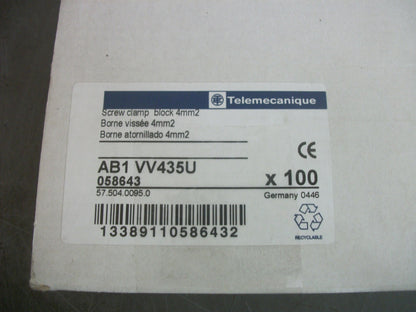 Telemecanique
Screw clamp block 4mm2
Borne vissée 4mm2
Borne atornillado 4mm2
AB1 VV435U
058643
x 100
57.504.0095.0
Germany 0446
13389110586432
RECYCLABLE